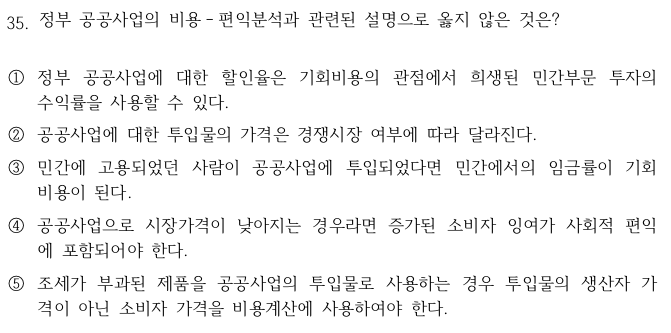 35. 정부 공공사업의 비용-편익분석과 관련된 설명으로 옳지 않은 것은?
① 정부 공공사업에 대한 할인율은 기회비용의 관점에서 희생된 민간부문 투자의
수익률을 사용할 수 있다.
② 공공사업에 대한 투입물의 가격은 경쟁시장 여부에 따라 달라진다.
③ 민간에 고용되었던 사람이 공공사업에 투입되었다면 민간에서의 임금률이 기회
비용이 된다.
④ 공공사업으로 시장가격이 낮아지는 경우라면 증가된 소비자 잉여가 사회적 편익
에 포함되어야 한다.
⑤ 조세가 부과된 제품을 공공사업의 투입물로 사용하는 경우 투입물의 생산자 가
격이 아닌 소비자 가격을 비용계산에 사용하여야 한다.